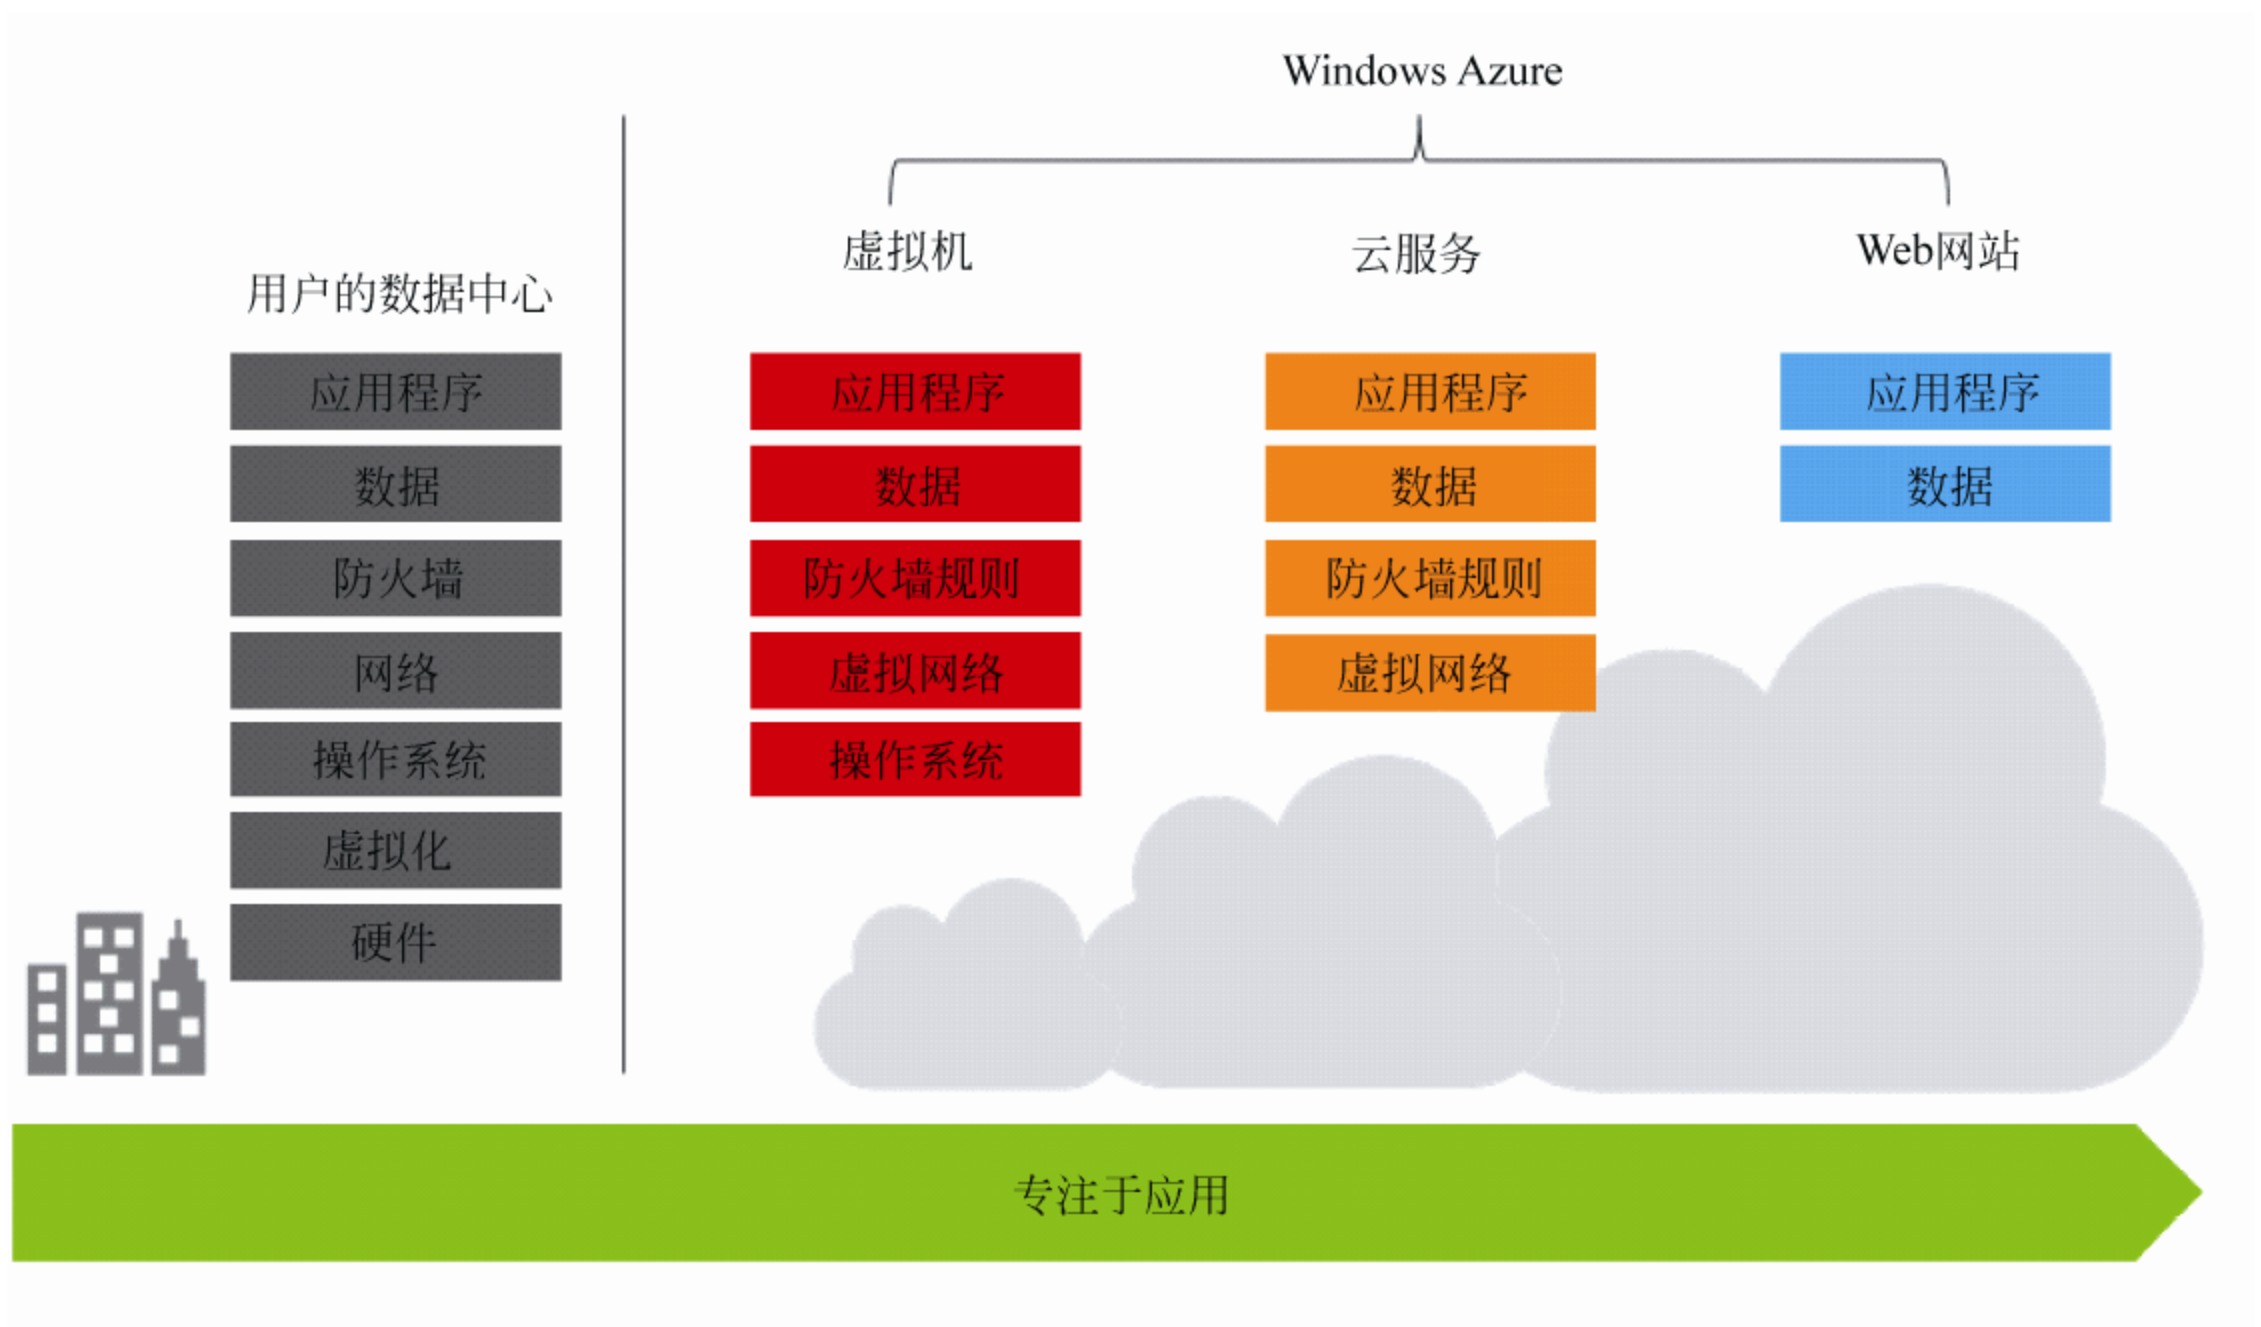 Windows Azure
用户的数据中心
虚拟机
云服务
Web网站
应用程序
数据
防火墙
网络
操作系统
虚拟化
硬件
应用程序
数据
防火墙规则
虚拟网络
操作系统
应用程序
数据
防火墙规则
虚拟网络
应用程序
数据
专注于应用